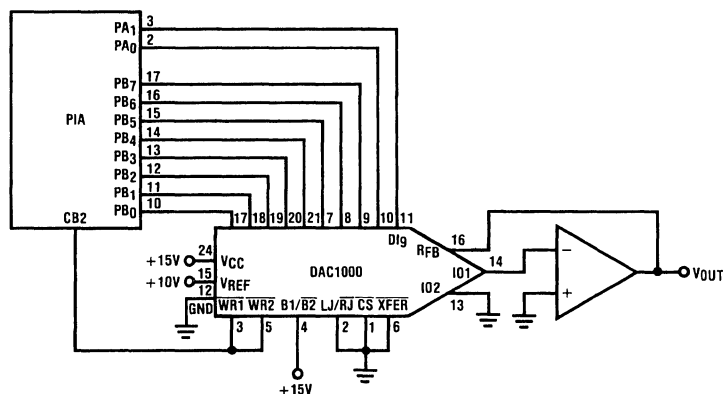 PA1 3
PA0 2
PB7 17
PB6 16
PIA
PB5 15
PB4 14
PB3 13
PB2 12
PB1 11
PB0 10
CB2
17 18 19 20 21 7 8 9 10 11
DI9
+15V 24 VCC
+10V 15 VREF
12 GND
DAC1000
RFB 16
IO1 14
IO2 13
WR1 WR2 B1/B2 LJ/RJ CS XFER
3 5 4 2 1 6
+15V
−
+
VOUT